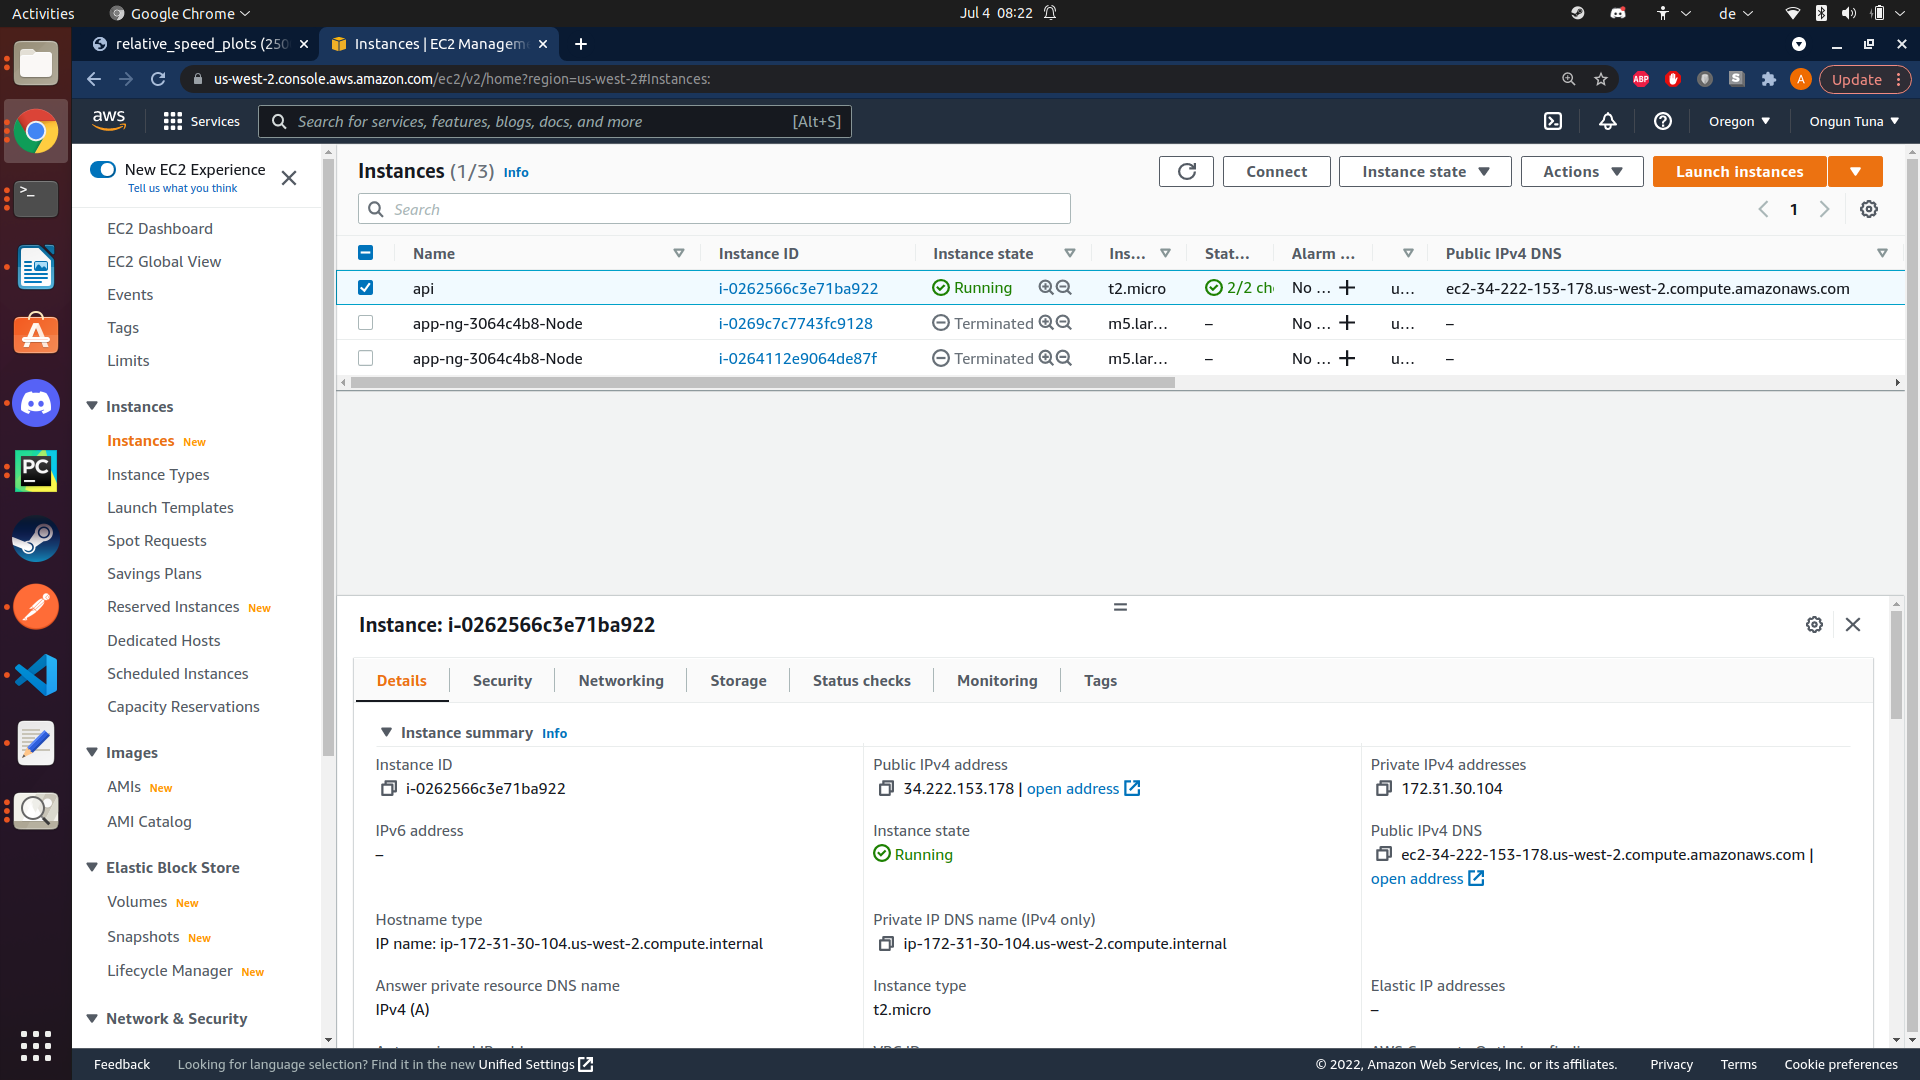 Activities
Google Chrome
Jul 4 08:22
de
relative_speed_plots (250
Instances | EC2 Managem
us-west-2.console.aws.amazon.com/ec2/v2/home?region=us-west-2#Instances:
ABP
S
A
Update
aws
Services
Search for services, features, blogs, docs, and more
[Alt+S]
Oregon
Ongun Tuna
New EC2 Experience
Tell us what you think
EC2 Dashboard
EC2 Global View
Events
Tags
Limits
Instances
Instances New
Instance Types
Launch Templates
Spot Requests
Savings Plans
Reserved Instances New
Dedicated Hosts
Scheduled Instances
Capacity Reservations
Images
AMIs New
AMI Catalog
Elastic Block Store
Volumes New
Snapshots New
Lifecycle Manager New
Network & Security
Instances (1/3) Info
Connect
Instance state
Actions
Launch instances
Search
1
Name Instance ID Instance state Ins... Stat... Alarm ... Public IPv4 DNS
api i-0262566c3e71ba922 Running t2.micro 2/2 ch No ... + u... ec2-34-222-153-178.us-west-2.compute.amazonaws.com
app-ng-3064c4b8-Node i-0269c7c7743fc9128 Terminated m5.lar... – No ... + u... –
app-ng-3064c4b8-Node i-0264112e9064de87f Terminated m5.lar... – No ... + u... –
Instance: i-0262566c3e71ba922
Details Security Networking Storage Status checks Monitoring Tags
Instance summary Info
Instance ID
i-0262566c3e71ba922
Public IPv4 address
34.222.153.178 | open address
Private IPv4 addresses
172.31.30.104
IPv6 address
–
Instance state
Running
Public IPv4 DNS
ec2-34-222-153-178.us-west-2.compute.amazonaws.com |
open address
Hostname type
IP name: ip-172-31-30-104.us-west-2.compute.internal
Private IP DNS name (IPv4 only)
ip-172-31-30-104.us-west-2.compute.internal
Answer private resource DNS name
IPv4 (A)
Instance type
t2.micro
Elastic IP addresses
–
PC
Feedback
Looking for language selection? Find it in the new Unified Settings
© 2022, Amazon Web Services, Inc. or its affiliates.
Privacy
Terms
Cookie preferences